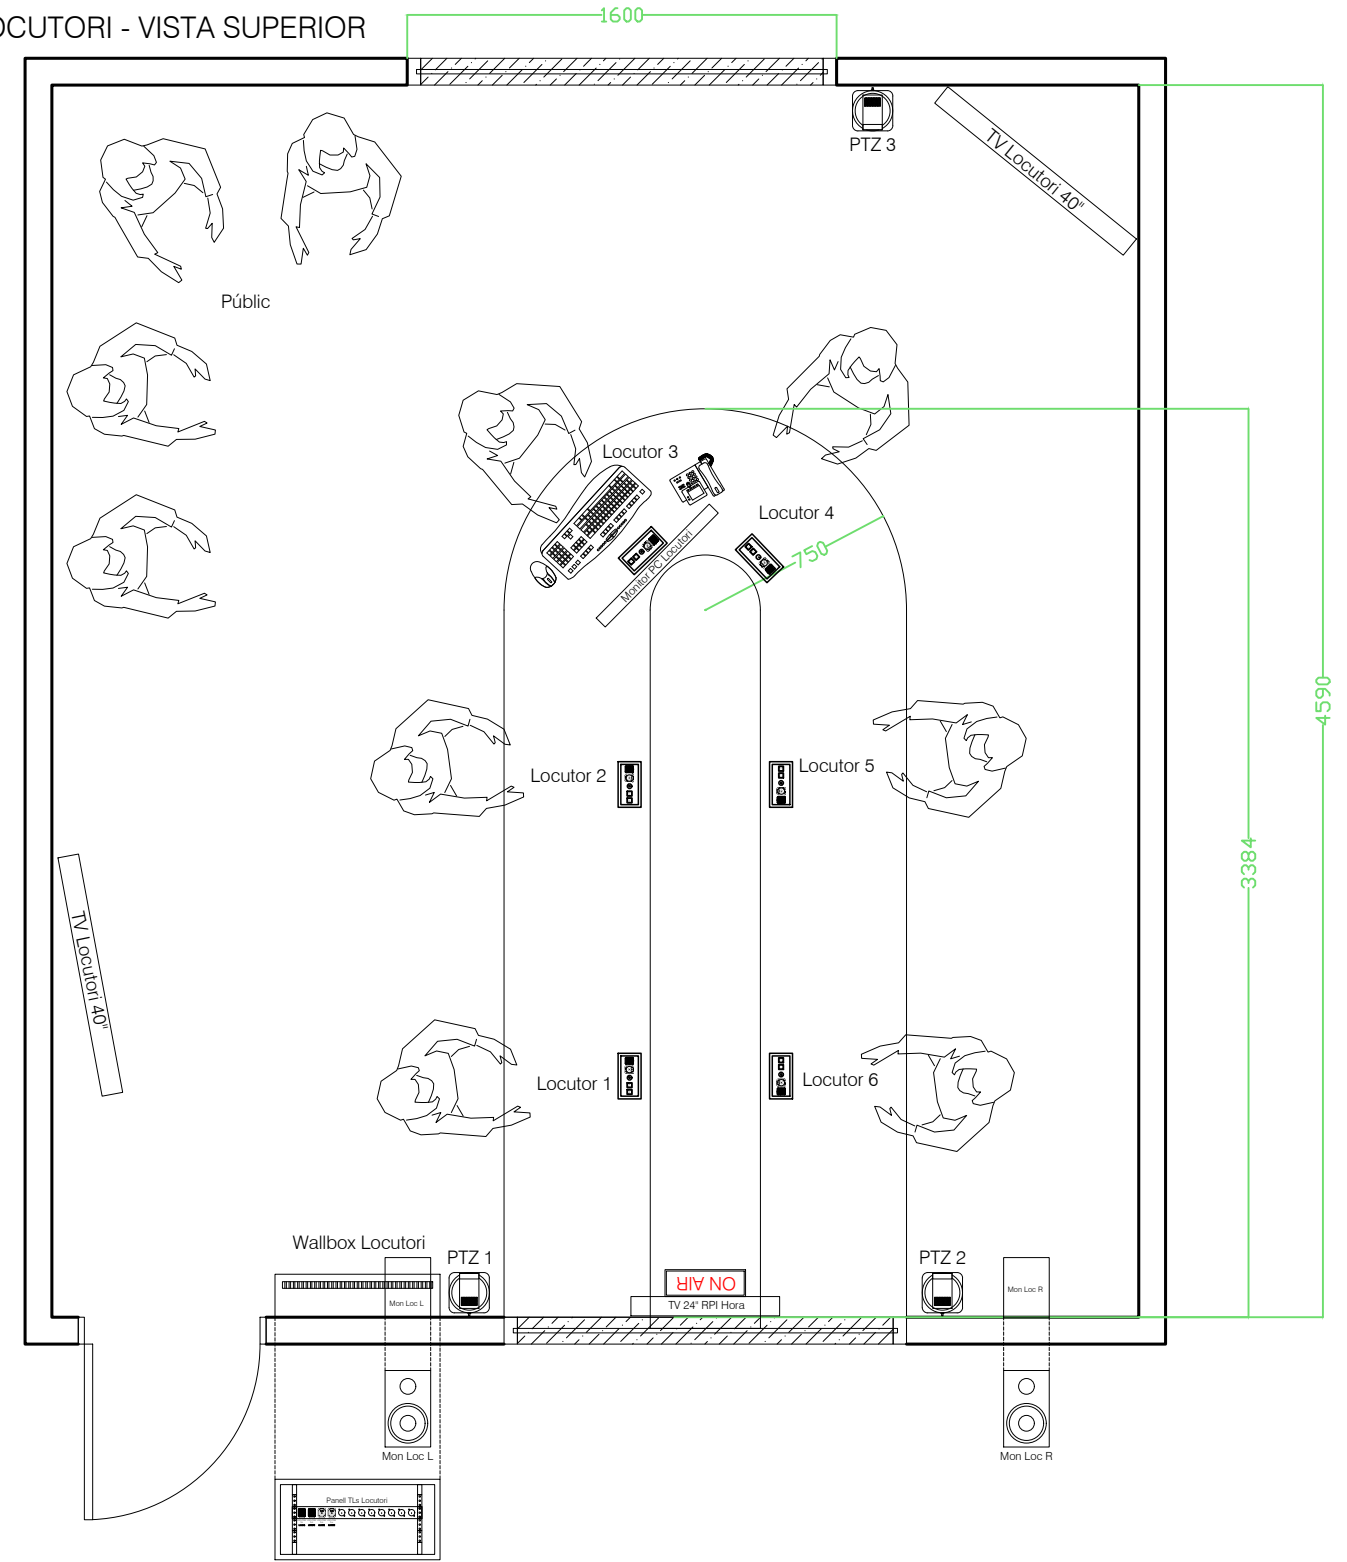 OCUTORI - VISTA SUPERIOR
1600
PTZ 3
TV Locutori 40"
Públic
Locutor 3
Locutor 4
750
Monitor PC Locutori
4590
Locutor 2
Locutor 5
3384
TV Locutori 40"
Locutor 1
Locutor 6
Wallbox Locutori
PTZ 1
PTZ 2
ON AIR
Mon Loc L
Mon Loc R
TV 24" RPI Hora
Mon Loc L
Mon Loc R
Panell TLs Locutori